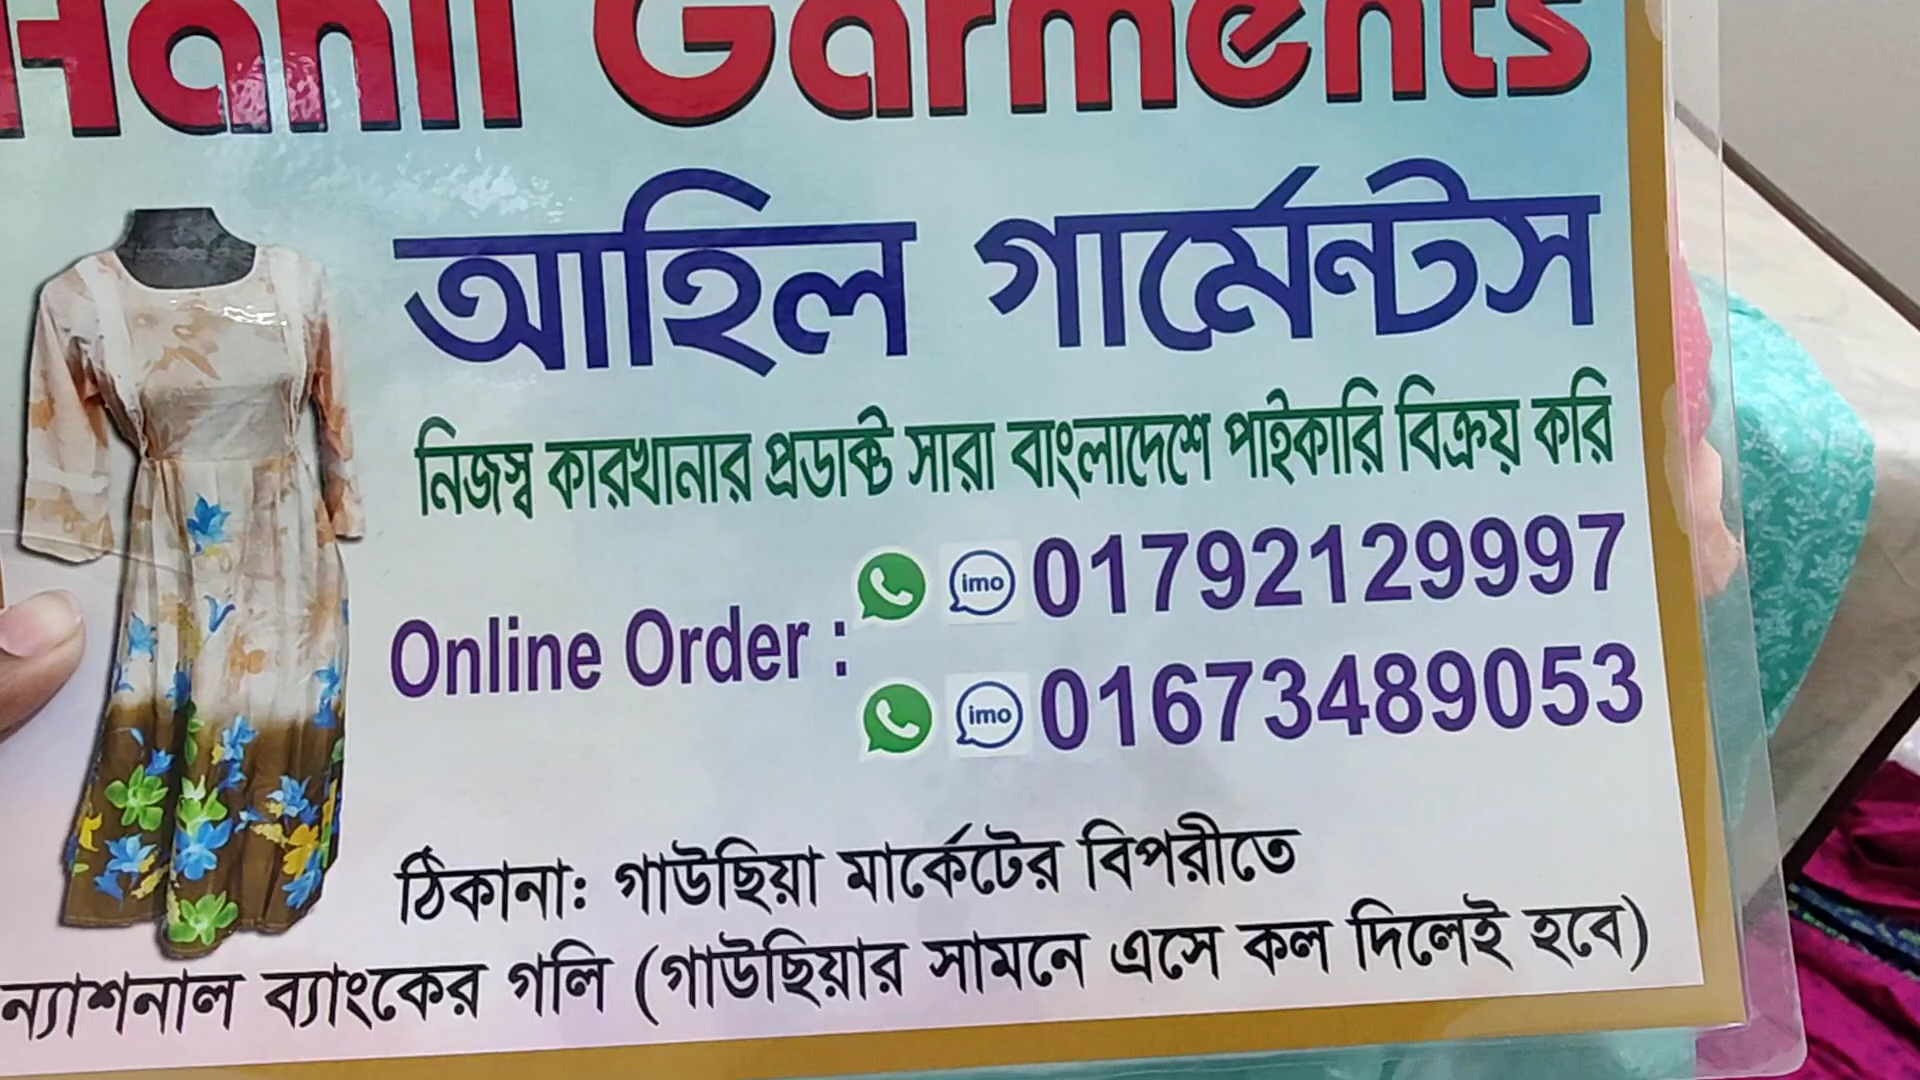 Hahil Garments
আহিল গার্মেন্টস
নিজস্ব কারখানার প্রডাক্ট সারা বাংলাদেশে পাইকারি বিক্রয় করি
Online Order :
imo 01792129997
imo 01673489053
ঠিকানা: গাউছিয়া মার্কেটের বিপরীতে
ন্যাশনাল ব্যাংকের গলি (গাউছিয়ার সামনে এসে কল দিলেই হবে)